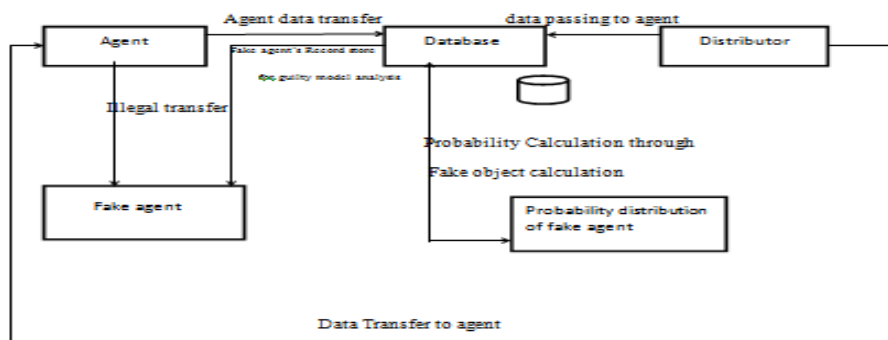 Agent data transfer
data passing to agent
Agent
Database
Distributor
Fake agent's Record store
for guilty model analysis
Illegal transfer
Probability Calculation through
Fake object calculation
Fake agent
Probability distribution
of fake agent
Data Transfer to agent